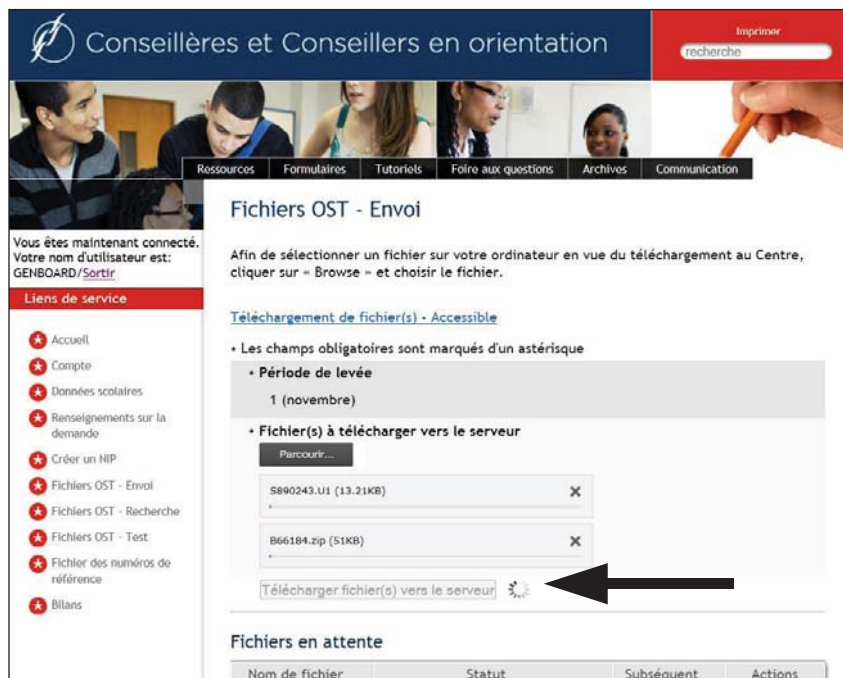 Conseillères et Conseillers en orientation
Imprimer
recherche
Ressources Formulaires Tutoriels Foire aux questions Archives Communication
Vous êtes maintenant connecté.
Votre nom d'utilisateur est:
GENBOARD/Sortir
Liens de service
Accueil
Compte
Données scolaires
Renseignements sur la
demande
Créer un NIP
Fichiers OST - Envoi
Fichiers OST - Recherche
Fichiers OST - Test
Fichier des numéros de
référence
Bilans
Fichiers OST - Envoi
Afin de sélectionner un fichier sur votre ordinateur en vue du téléchargement au Centre,
cliquer sur « Browse » et choisir le fichier.
Téléchargement de fichier(s) - Accessible
* Les champs obligatoires sont marqués d'un astérisque
* Période de levée
1 (novembre)
* Fichier(s) à télécharger vers le serveur
Parcourir...
S890243.U1 (13.21KB)
B66184.zip (51KB)
Télécharger fichier(s) vers le serveur
Fichiers en attente
Nom de fichier Statut Subséquent Actions